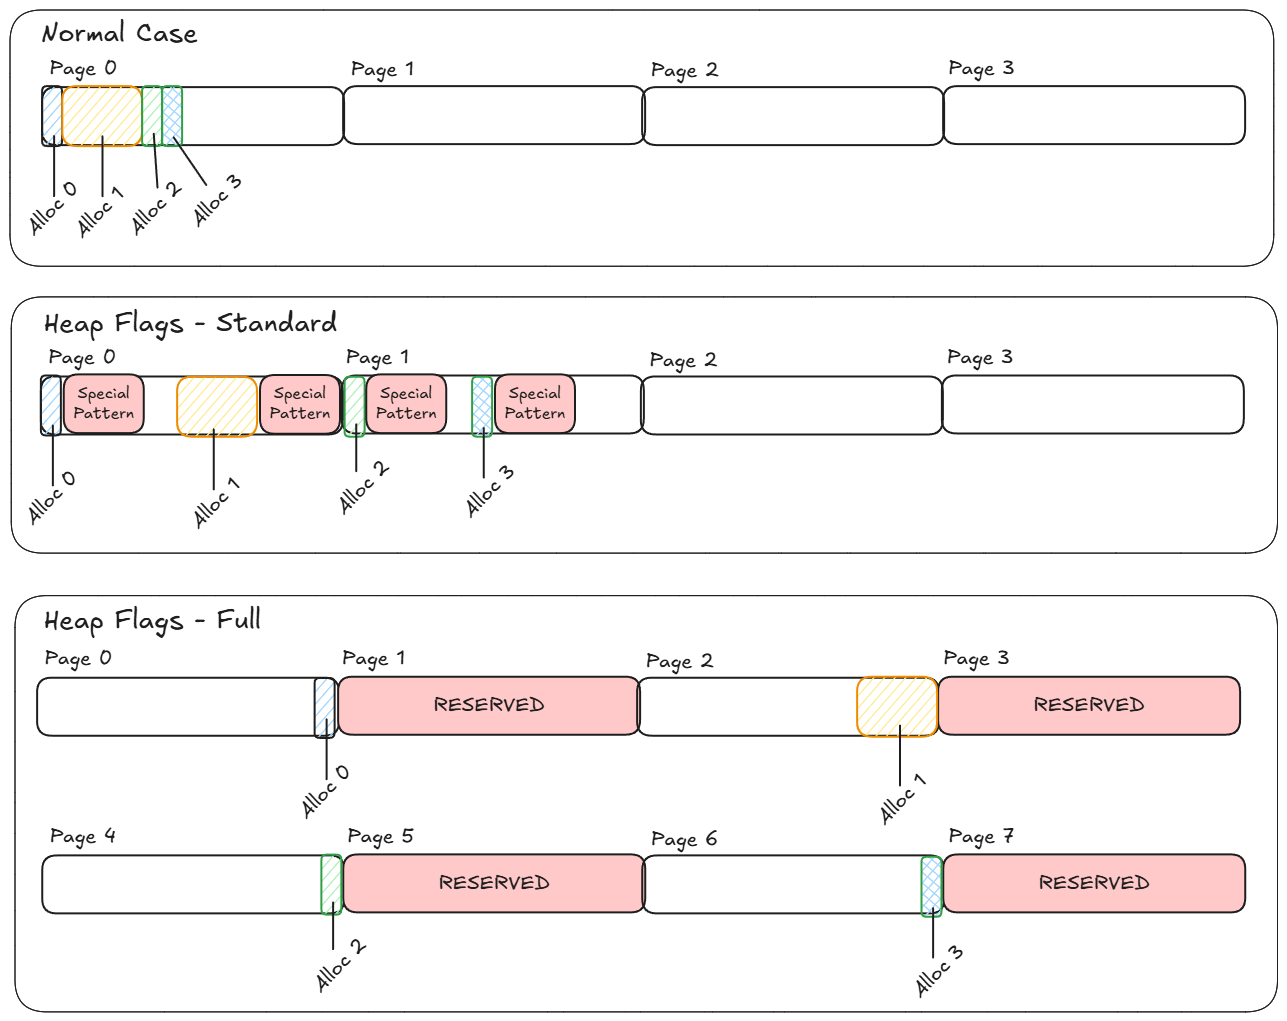 Normal Case
Page 0
Page 1
Page 2
Page 3
Alloc 0
Alloc 1
Alloc 2
Alloc 3
Heap Flags - Standard
Page 0
Page 1
Page 2
Page 3
Special
Pattern
Special
Pattern
Special
Pattern
Special
Pattern
Alloc 0
Alloc 1
Alloc 2
Alloc 3
Heap Flags - Full
Page 0
Page 1
Page 2
Page 3
RESERVED
RESERVED
Alloc 0
Alloc 1
Page 4
Page 5
Page 6
Page 7
RESERVED
RESERVED
Alloc 2
Alloc 3